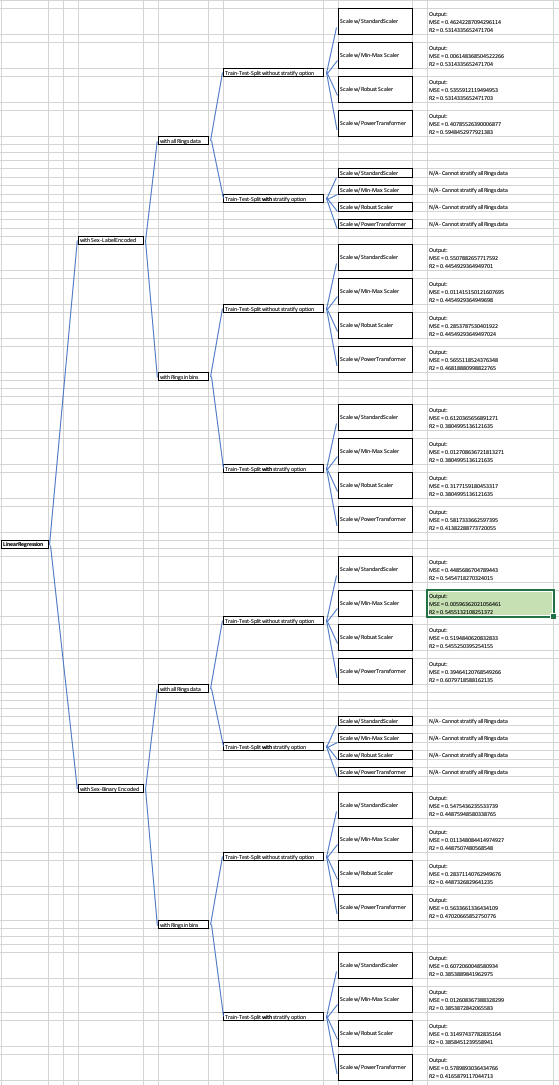 Scale w/ StandardScaler
Output:
MSE = 0.46242287094296114
R2 = 0.5314335652471704
Scale w/ Min-Max Scaler
Output:
MSE = 0.006148368504522266
R2 = 0.5314335652471704
Train-Test-Split without stratify option
Scale w/ Robust Scaler
Output:
MSE = 0.5355912119494953
R2 = 0.5314335652471703
Scale w/ PowerTransformer
Output:
MSE = 0.40785526390006877
R2 = 0.5948452977921383
with all Rings data
Scale w/ StandardScaler
N/A - Cannot stratify all Rings data
Scale w/ Min-Max Scaler
N/A - Cannot stratify all Rings data
Train-Test-Split with stratify option
Scale w/ Robust Scaler
N/A - Cannot stratify all Rings data
Scale w/ PowerTransformer
N/A - Cannot stratify all Rings data
with Sex-LabelEncoded
Scale w/ StandardScaler
Output:
MSE = 0.5507882657717592
R2 = 0.4454929364949701
Scale w/ Min-Max Scaler
Output:
MSE = 0.011415150121607695
R2 = 0.4454929364949698
Train-Test-Split without stratify option
Scale w/ Robust Scaler
Output:
MSE = 0.2853787530401922
R2 = 0.44549293649497024
Scale w/ PowerTransformer
Output:
MSE = 0.5655118524376348
R2 = 0.46818880998822765
with Rings in bins
Scale w/ StandardScaler
Output:
MSE = 0.6120365656891271
R2 = 0.3804995136121635
Scale w/ Min-Max Scaler
Output:
MSE = 0.012708636721813271
R2 = 0.3804995136121635
Train-Test-Split with stratify option
Scale w/ Robust Scaler
Output:
MSE = 0.3177159180453317
R2 = 0.3804995136121635
Scale w/ PowerTransformer
Output:
MSE = 0.5817333662597395
R2 = 0.41382288773720055
LinearRegression
Scale w/ StandardScaler
Output:
MSE = 0.4485686704789443
R2 = 0.5454718270324015
Scale w/ Min-Max Scaler
Output:
MSE = 0.00596362021056461
R2 = 0.5455132108251372
Train-Test-Split without stratify option
Scale w/ Robust Scaler
Output:
MSE = 0.5194840620832833
R2 = 0.5455250395254155
Scale w/ PowerTransformer
Output:
MSE = 0.39464120768549266
R2 = 0.6079718588162135
with all Rings data
Scale w/ StandardScaler
N/A - Cannot stratify all Rings data
Scale w/ Min-Max Scaler
N/A - Cannot stratify all Rings data
Train-Test-Split with stratify option
Scale w/ Robust Scaler
N/A - Cannot stratify all Rings data
Scale w/ PowerTransformer
N/A - Cannot stratify all Rings data
with Sex-Binary Encoded
Scale w/ StandardScaler
Output:
MSE = 0.5475436235533739
R2 = 0.44875948580338765
Scale w/ Min-Max Scaler
Output:
MSE = 0.011348084414974927
R2 = 0.4487507480568548
Train-Test-Split without stratify option
Scale w/ Robust Scaler
Output:
MSE = 0.28371140762949676
R2 = 0.4487326829641235
Scale w/ PowerTransformer
Output:
MSE = 0.5633661336434109
R2 = 0.47020665852750776
with Rings in bins
Scale w/ StandardScaler
Output:
MSE = 0.6072060048580934
R2 = 0.3853889841962975
Scale w/ Min-Max Scaler
Output:
MSE = 0.012608367388328299
R2 = 0.3853872842065583
Train-Test-Split with stratify option
Scale w/ Robust Scaler
Output:
MSE = 0.31497437782835164
R2 = 0.3858451239558941
Scale w/ PowerTransformer
Output:
MSE = 0.5789893036434766
R2 = 0.4165879117044713